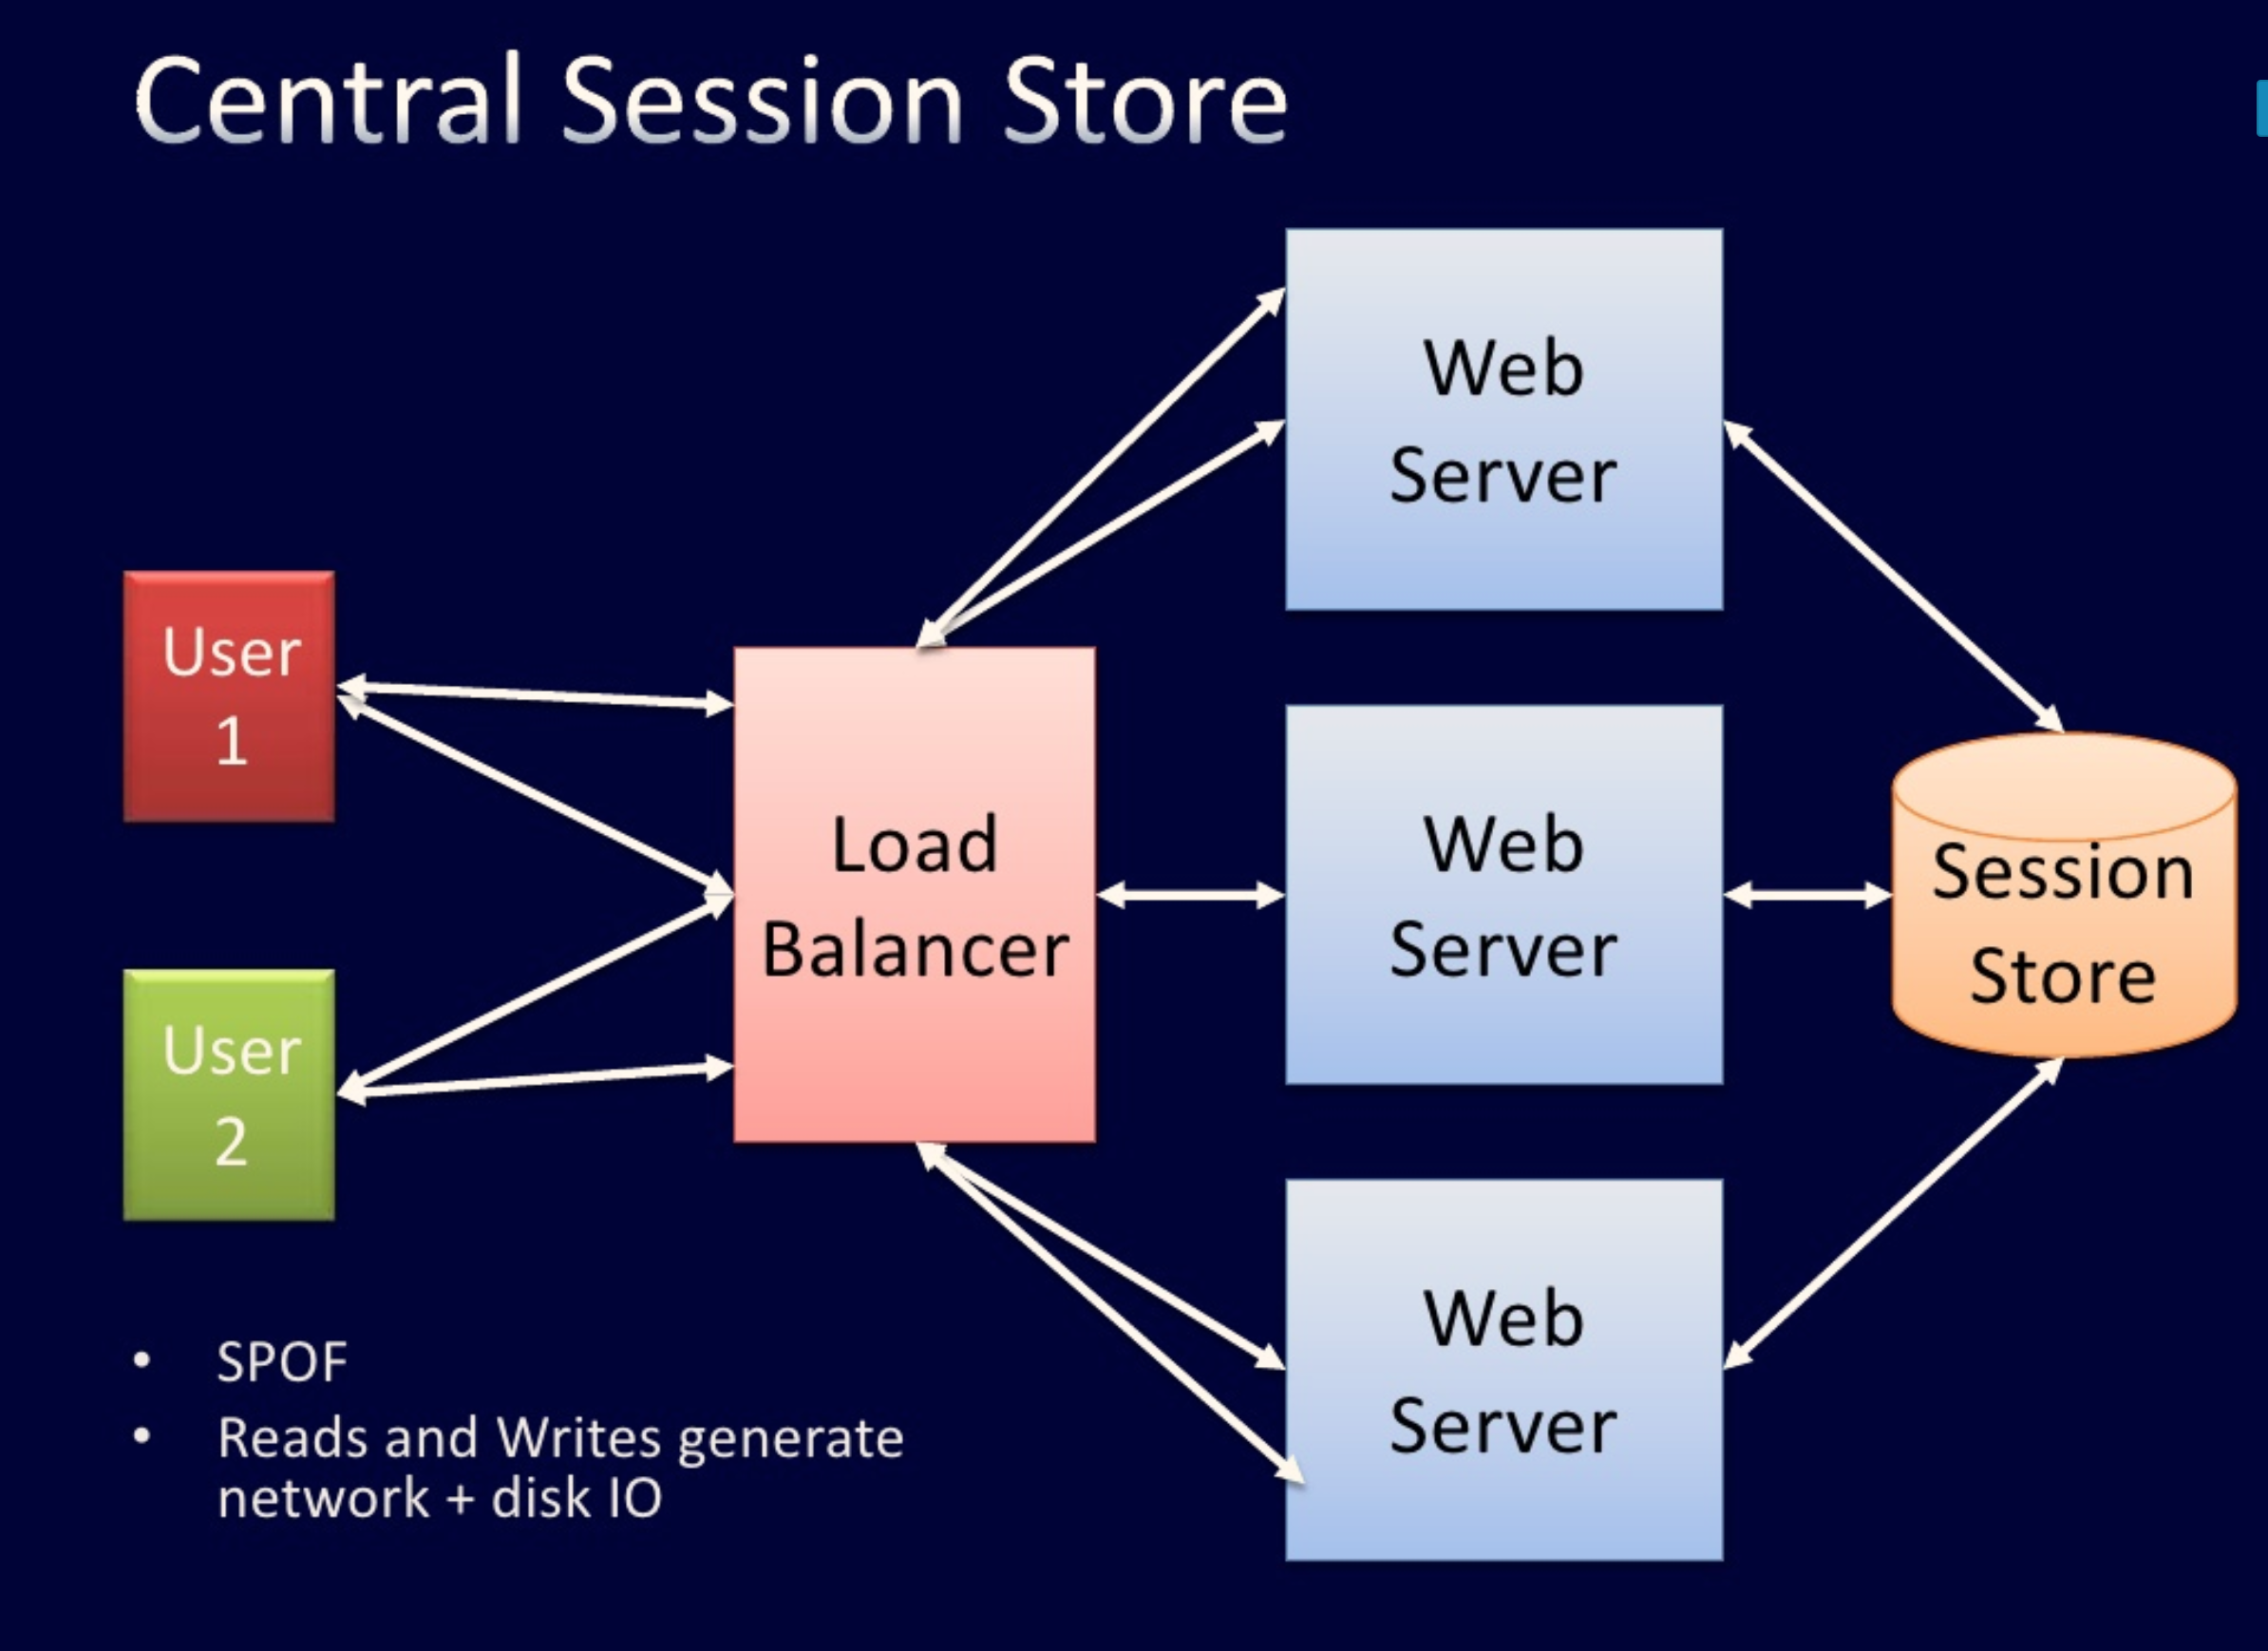 Central Session Store
Web
Server
User
1
Load
Balancer
Web
Server
Session
Store
User
2
Web
Server
• SPOF
• Reads and Writes generate
network + disk IO